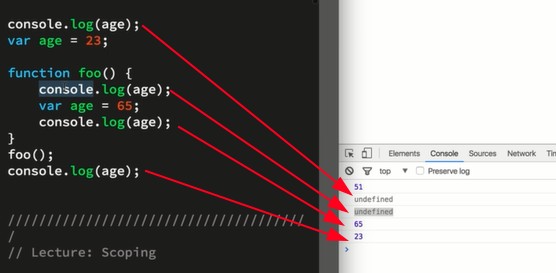 console.log(age);
var age = 23;
function foo() {
console.log(age);
var age = 65;
console.log(age);
}
foo();
console.log(age);
///////////////////////////////////////
/
// Lecture: Scoping
Elements Console Sources Network Tim
top ▼ Preserve log
51
undefined
undefined
65
23
>